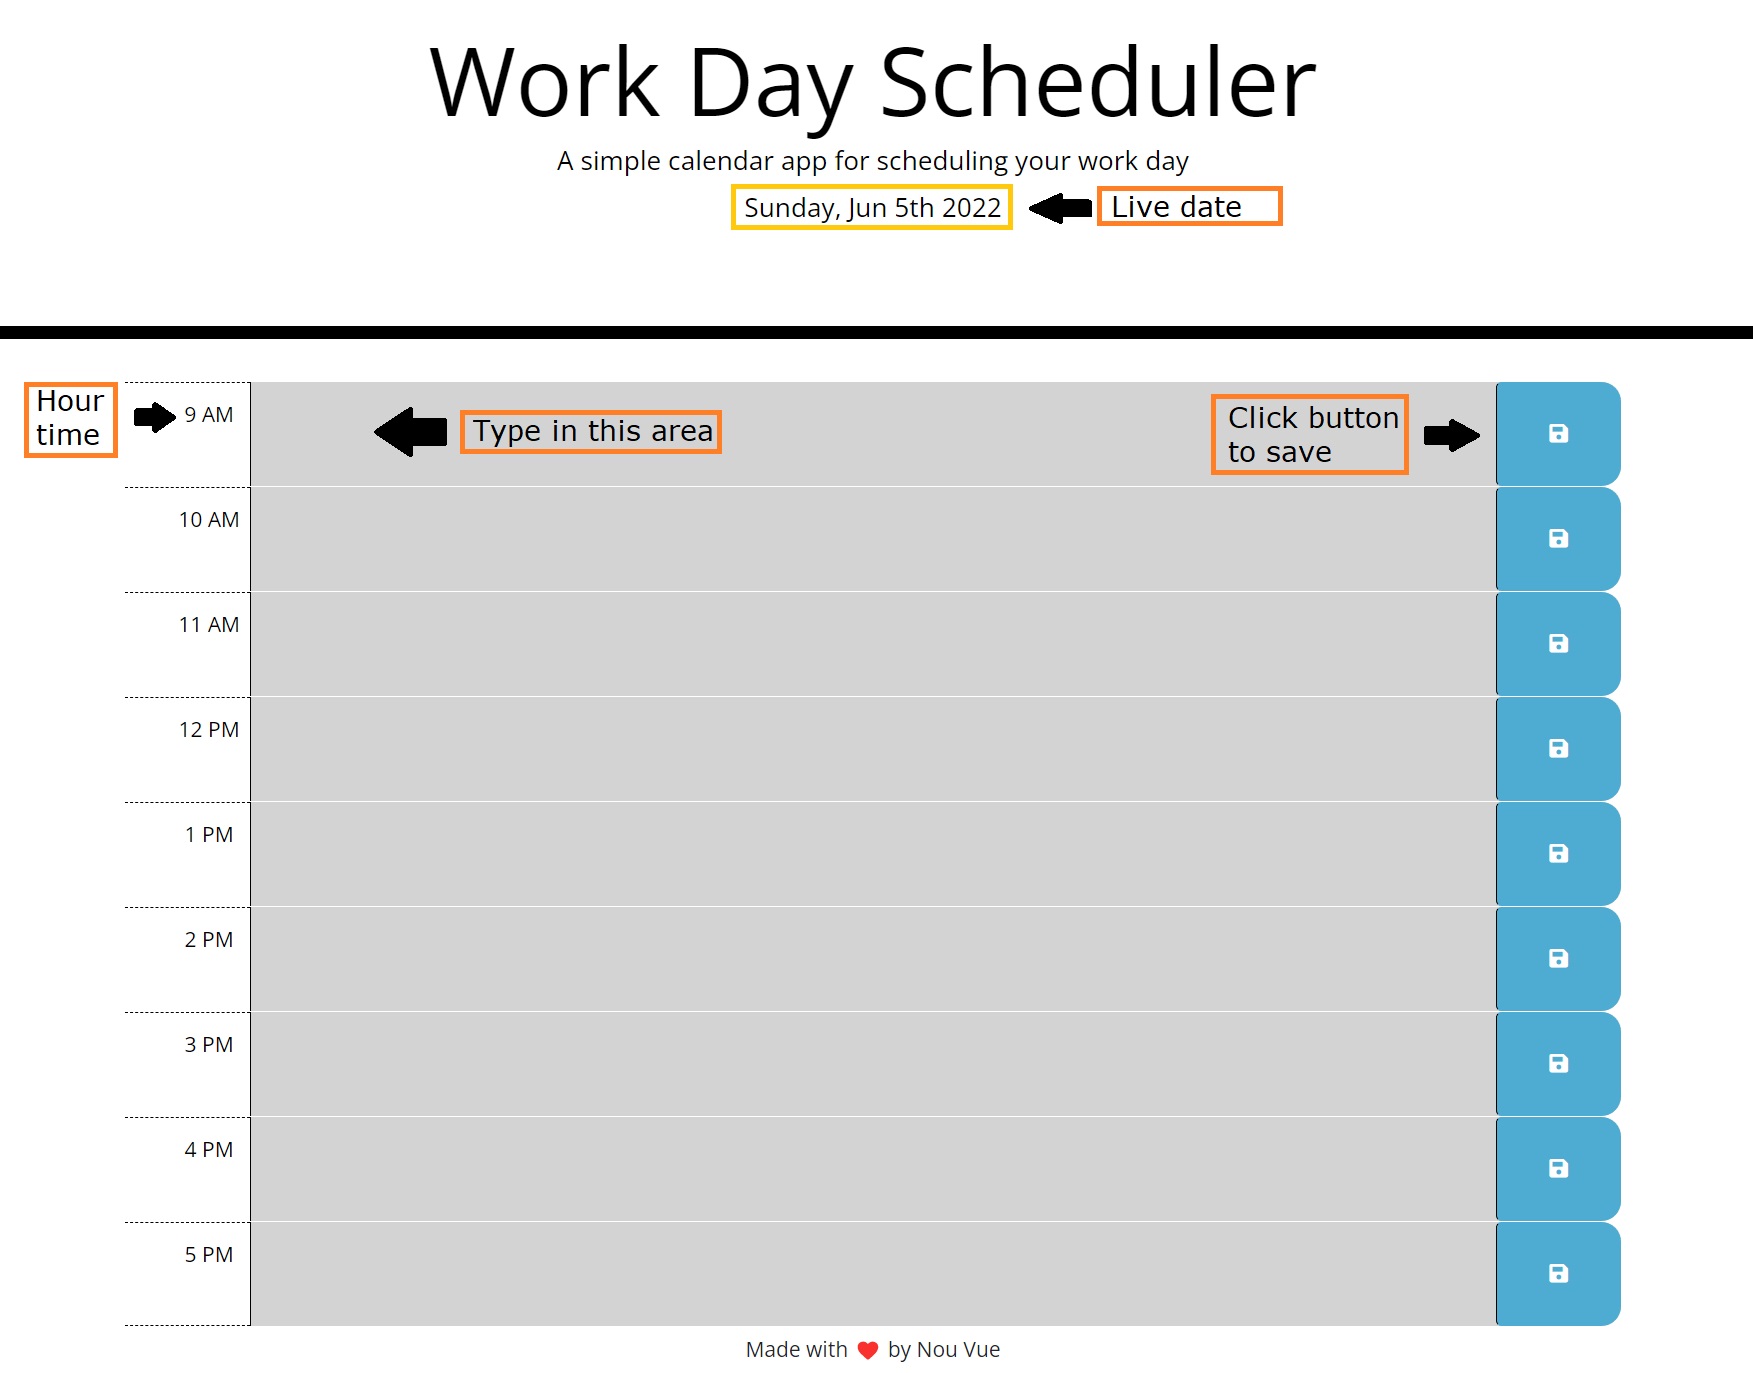 Work Day Scheduler
A simple calendar app for scheduling your work day
Sunday, Jun 5th 2022
Live date
Hour
time
9 AM
Type in this area
Click button
to save
10 AM
11 AM
12 PM
1 PM
2 PM
3 PM
4 PM
5 PM
Made with ❤️ by Nou Vue